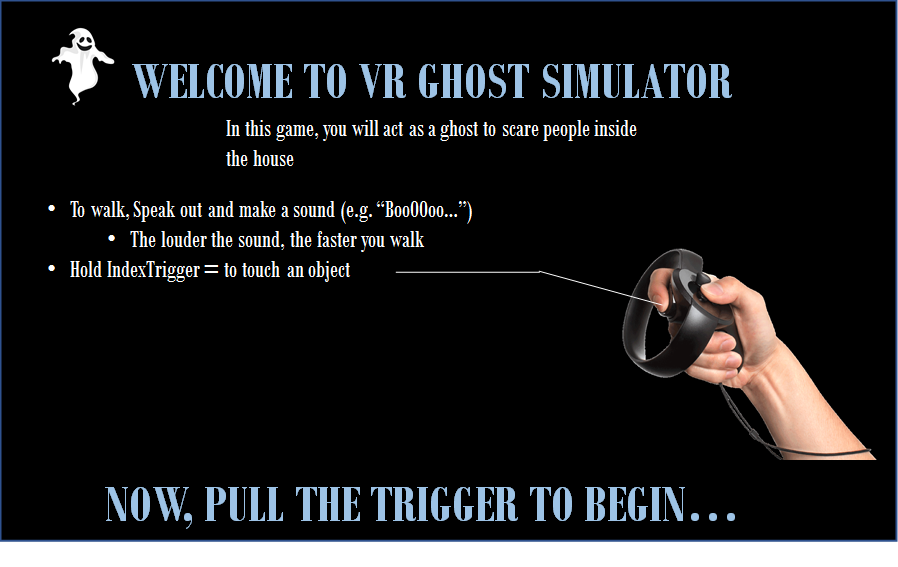 WELCOME TO VR GHOST SIMULATOR
In this game, you will act as a ghost to scare people inside
the house
• To walk, Speak out and make a sound (e.g. “BooOOoo...”)
• The louder the sound, the faster you walk
• Hold IndexTrigger = to touch an object
NOW, PULL THE TRIGGER TO BEGIN...